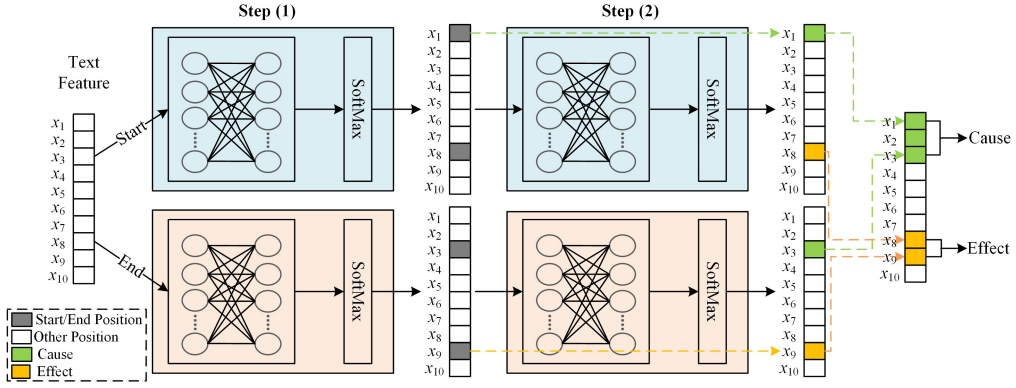 Step (1)
Step (2)
Text
Feature
x1
x2
x3
x4
x5
x6
x7
x8
x9
x10
Start
End
SoftMax
SoftMax
SoftMax
SoftMax
x1
x2
x3
x4
x5
x6
x7
x8
x9
x10
x1
x2
x3
x4
x5
x6
x7
x8
x9
x10
x1
x2
x3
x4
x5
x6
x7
x8
x9
x10
x1
x2
x3
x4
x5
x6
x7
x8
x9
x10
x1
x2
x3
x4
x5
x6
x7
x8
x9
x10
Cause
Effect
Start/End Position
Other Position
Cause
Effect